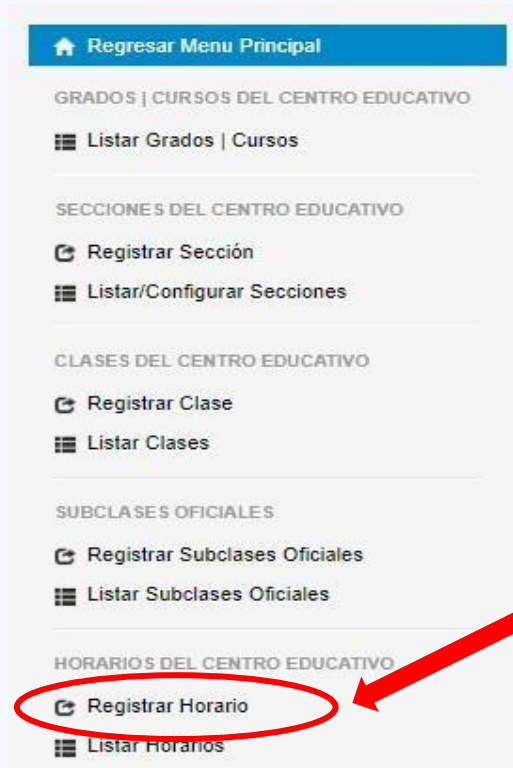 Regresar Menu Principal
GRADOS | CURSOS DEL CENTRO EDUCATIVO
Listar Grados | Cursos
SECCIONES DEL CENTRO EDUCATIVO
Registrar Sección
Listar/Configurar Secciones
CLASES DEL CENTRO EDUCATIVO
Registrar Clase
Listar Clases
SUBCLASES OFICIALES
Registrar Subclases Oficiales
Listar Subclases Oficiales
HORARIOS DEL CENTRO EDUCATIVO
Registrar Horario
Listar Horarios